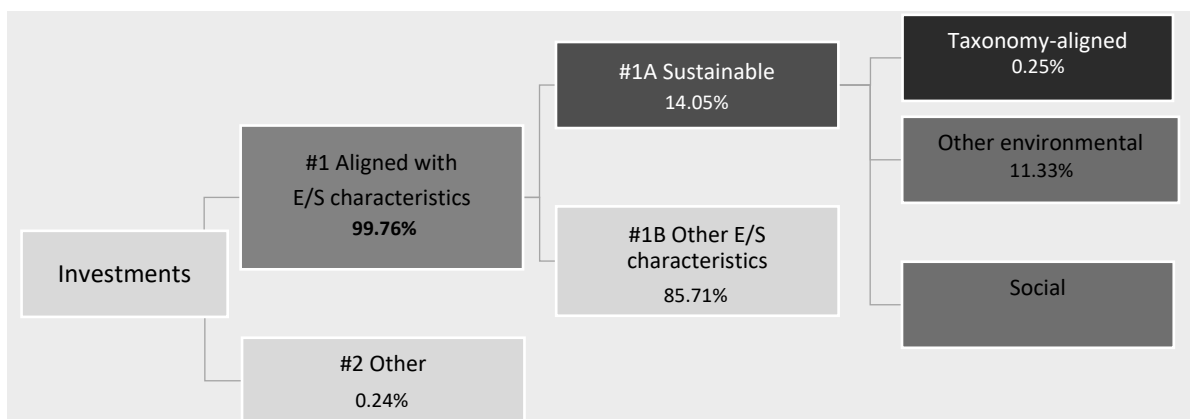 Investments
#1 Aligned with
E/S characteristics
99.76%
#2 Other
0.24%
#1A Sustainable
14.05%
#1B Other E/S
characteristics
85.71%
Taxonomy-aligned
0.25%
Other environmental
11.33%
Social